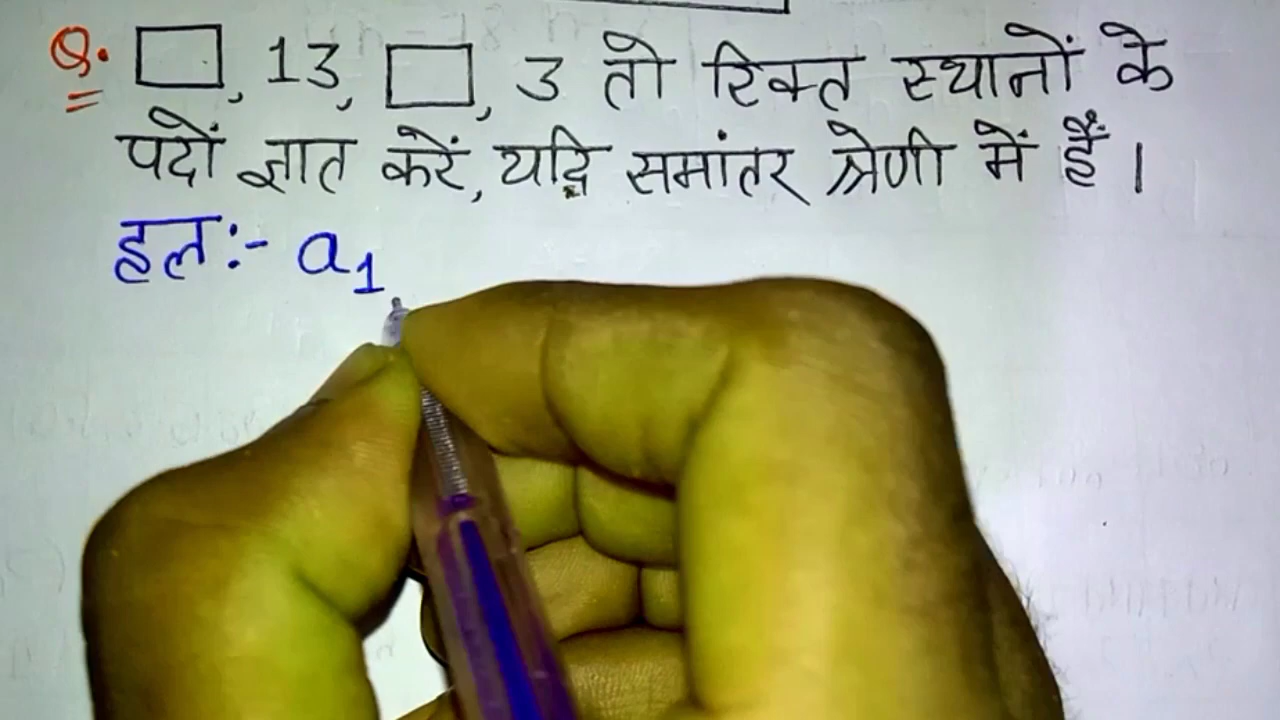 Q. □, 13, □, 3 तो रिक्त स्थानों के
पदों ज्ञात करें, यदि समांतर श्रेणी में हैं।
हल:- a₁